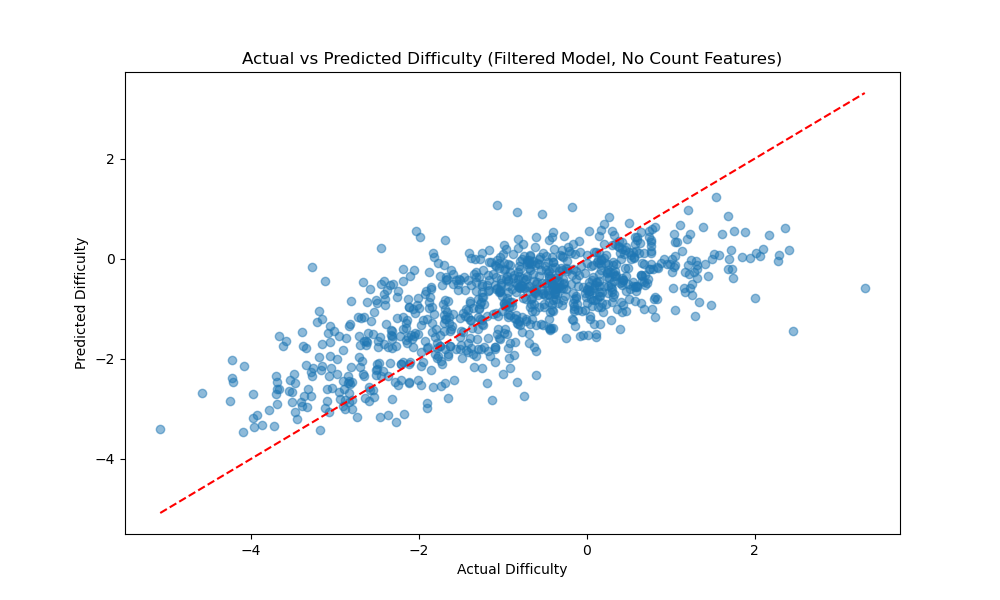 Actual vs Predicted Difficulty (Filtered Model, No Count Features)
Predicted Difficulty
2
0
−2
−4
−4
−2
0
2
Actual Difficulty